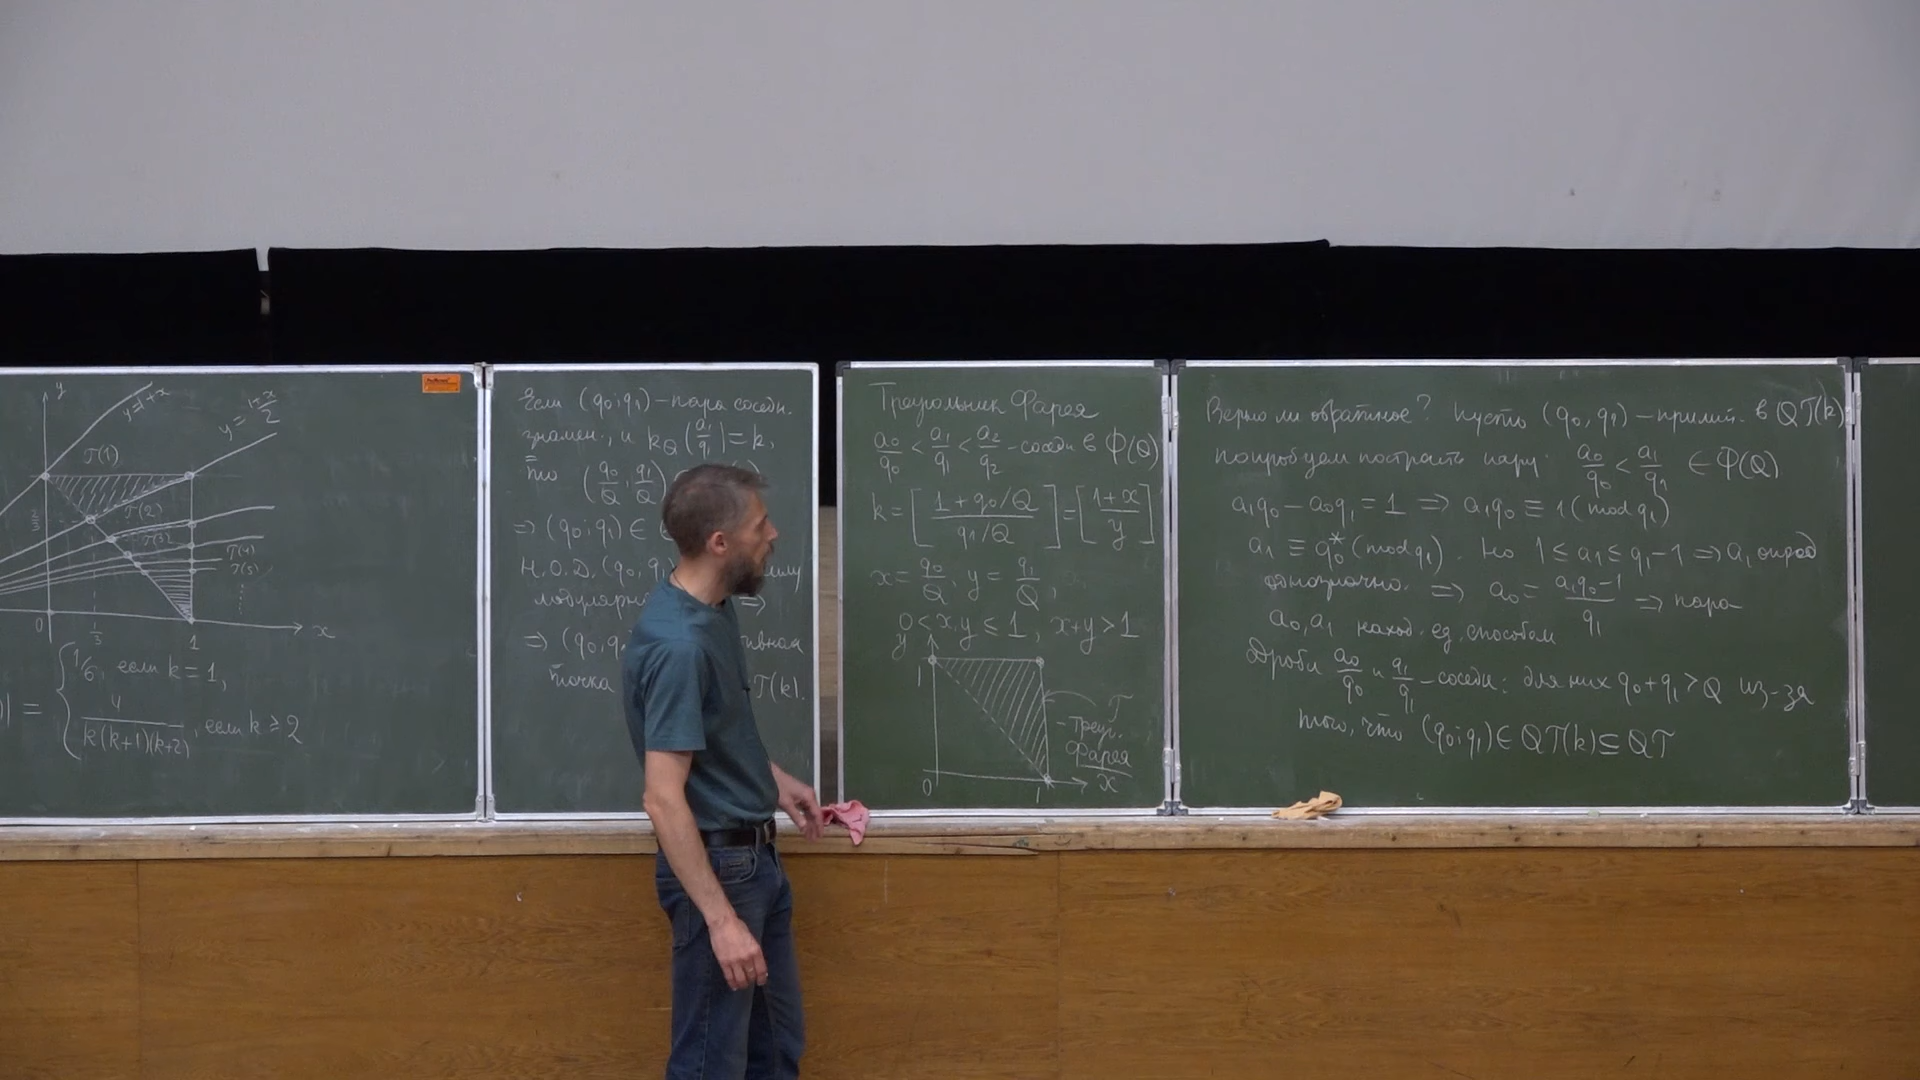 y
y=1+x
y=1+x/2
T(1)
T(2)
T(3)
T(4)
T(5)
0
1/3
1
x
| = { 1/6, если k=1,
4/(k(k+1)(k+2)), если k⩾2
Если (q₀;q₁) – пара соседн.
знамен., и k_Q(a₁/q₁)=k,
то (q₀/Q; q₁/Q)
⇒ (q₀;q₁) ∈
Н.О.Д.(q₀,q₁
модулярн ⇒
⇒ (q₀;q₁
точка T(k).
Треугольник Фарея
a₀/q₀ < a₁/q₁ < a₂/q₂ – соседи в Φ(Q)
k = [(1+q₀/Q)/(q₁/Q)] = [(1+x)/y]
x = q₀/Q, y = q₁/Q,
0<x,y⩽1, x+y>1
y
1
T
– треуг.
Фарея
0
1
x
Верно ли обратное? Пусть (q₀,q₁) – примит. в QT(k)
попробуем построить пару: a₀/q₀ < a₁/q₁ ∈ Φ(Q)
a₁q₀ − a₀q₁ = 1 ⇒ a₁q₀ ≡ 1 (mod q₁)
a₁ ≡ q₀* (mod q₁). Но 1 ⩽ a₁ ⩽ q₁−1 ⇒ a₁ опред
однозначно. ⇒ a₀ = (a₁q₀−1)/q₁ ⇒ пара
a₀,a₁ наход. ед. способом
Дроби a₀/q₀ и q₁/q₁ – соседи: для них q₀+q₁>Q из-за
того, что (q₀;q₁) ∈ QT(k) ⊆ QT